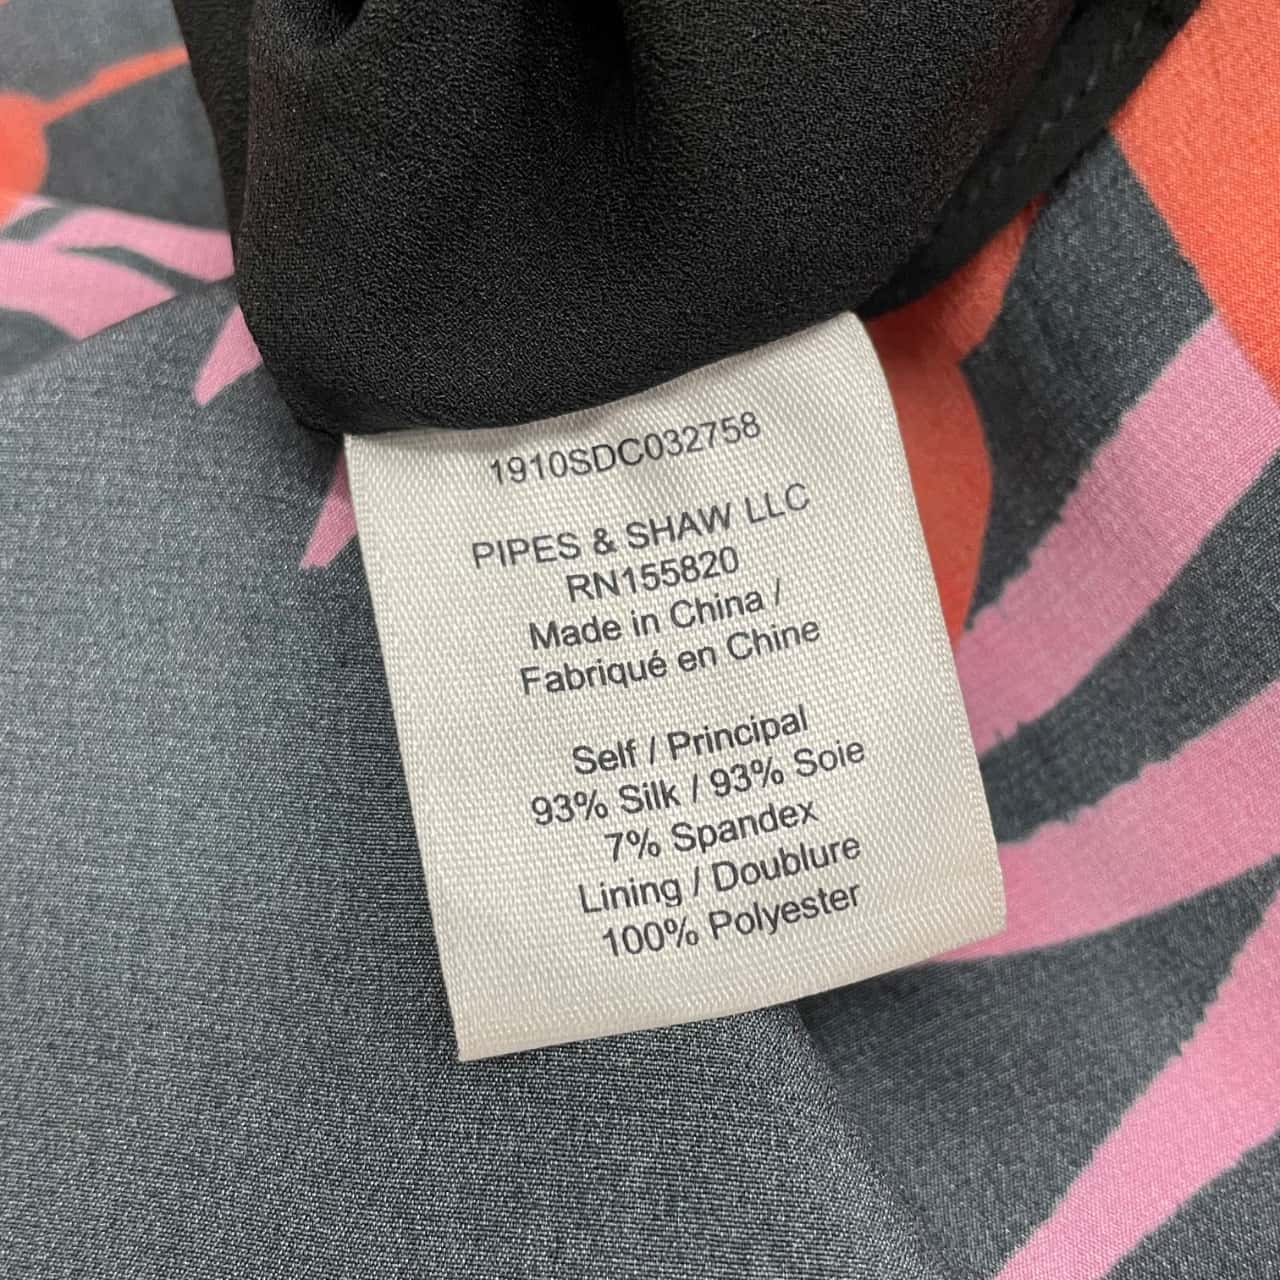 1910SDC032758
PIPES & SHAW LLC
RN155820
Made in China /
Fabriqué en Chine
Self / Principal
93% Silk / 93% Soie
7% Spandex
Lining / Doublure
100% Polyester